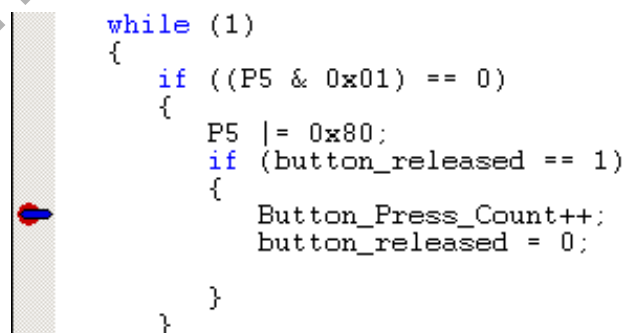 while (1)
{
if ((P5 & 0x01) == 0)
{
P5 |= 0x80;
if (button_released == 1)
{
Button_Press_Count++;
button_released = 0;
}
}